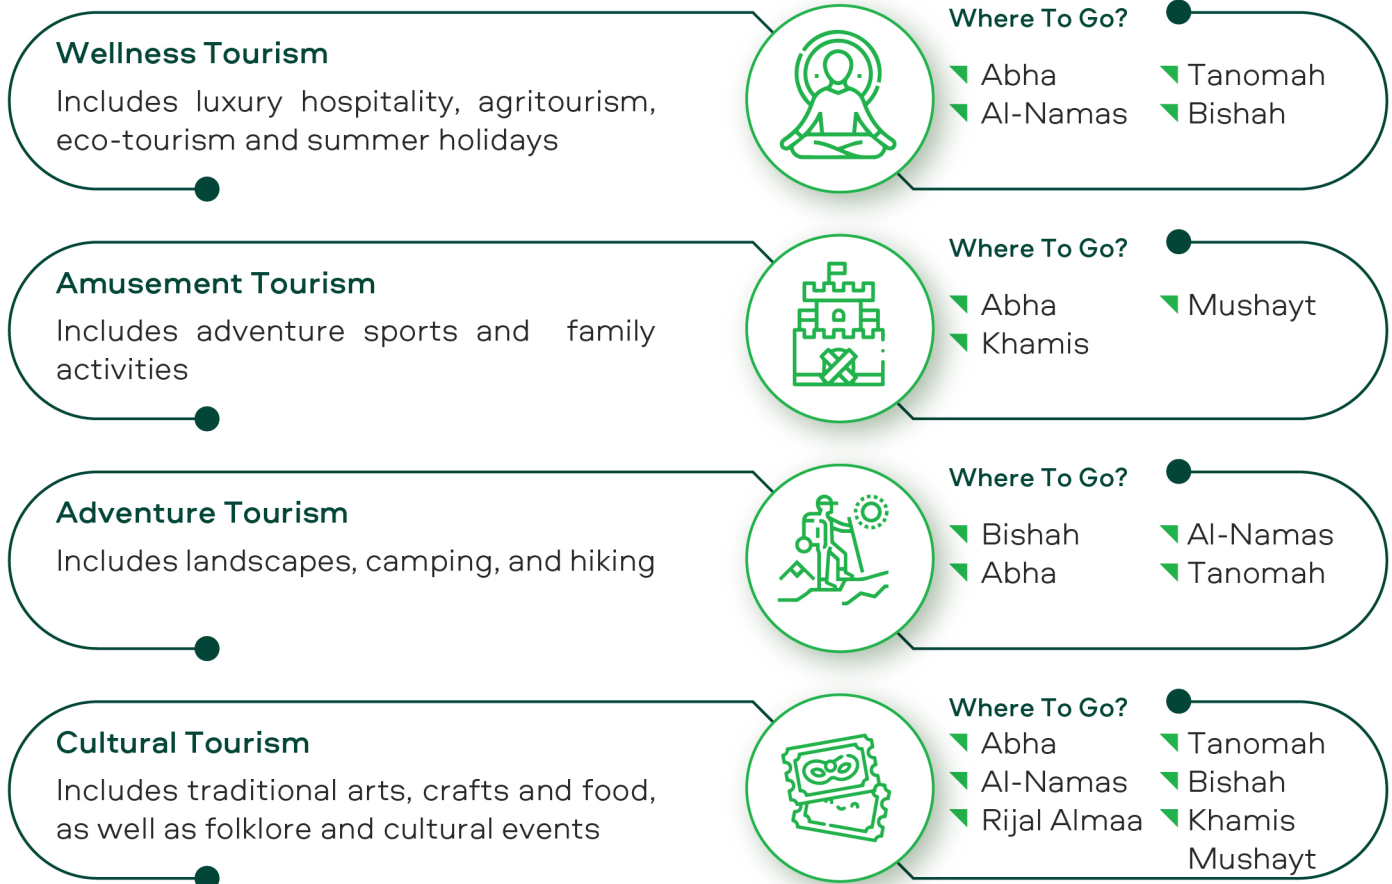 Wellness Tourism
Includes luxury hospitality, agritourism,
eco-tourism and summer holidays
Where To Go?
Abha
Al-Namas
Tanomah
Bishah
Amusement Tourism
Includes adventure sports and family
activities
Where To Go?
Abha
Khamis
Mushayt
Adventure Tourism
Includes landscapes, camping, and hiking
Where To Go?
Bishah
Abha
Al-Namas
Tanomah
Cultural Tourism
Includes traditional arts, crafts and food,
as well as folklore and cultural events
Where To Go?
Abha
Al-Namas
Rijal Almaa
Tanomah
Bishah
Khamis
Mushayt